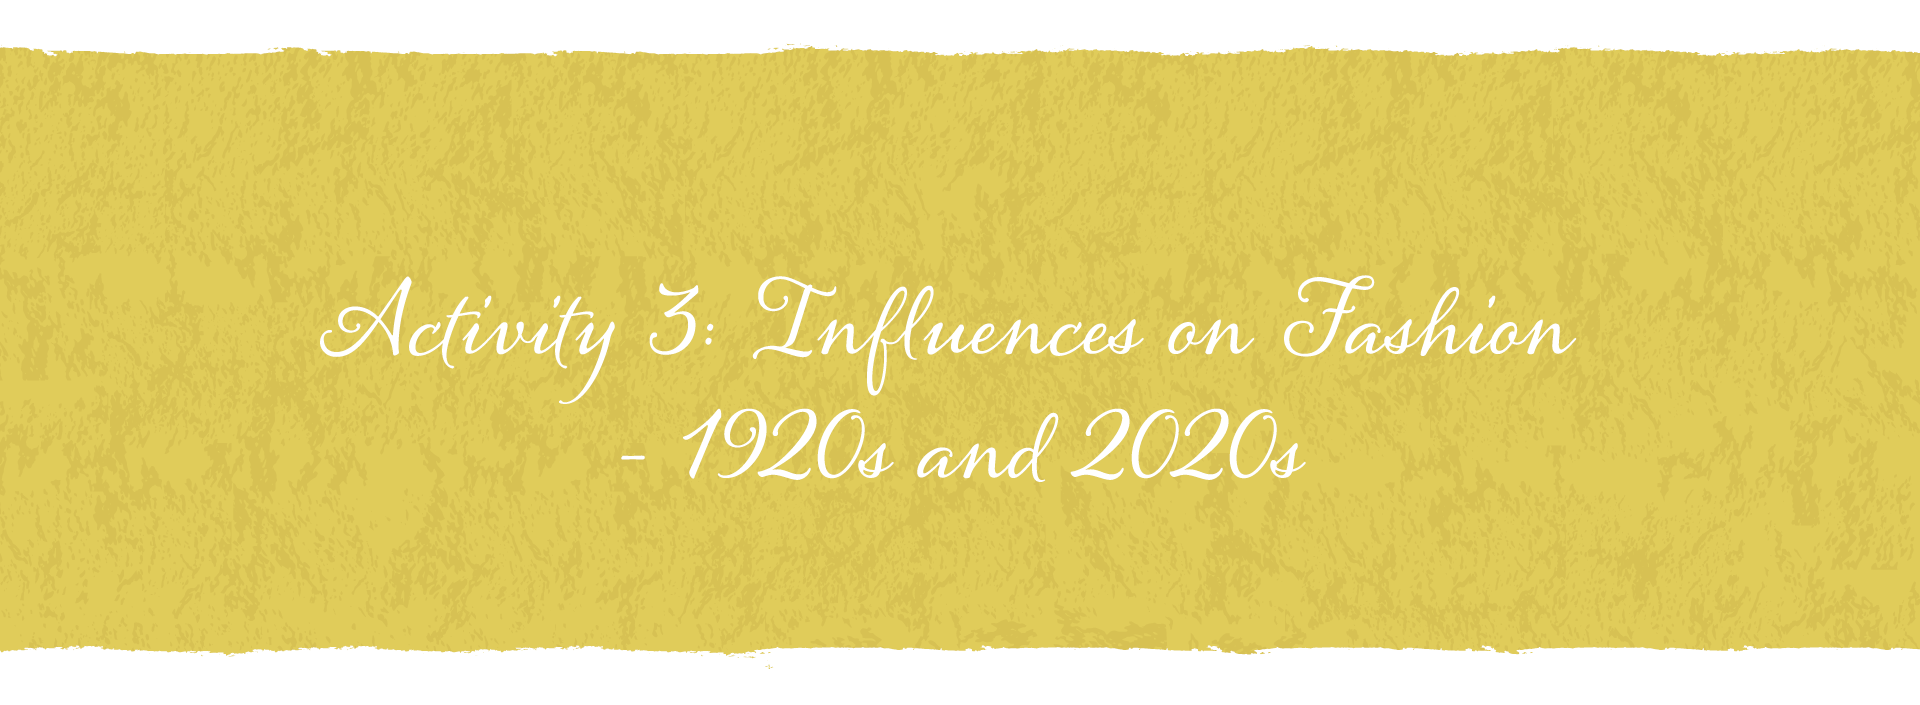 Activity 3: Influences on Fashion
- 1920s and 2020s